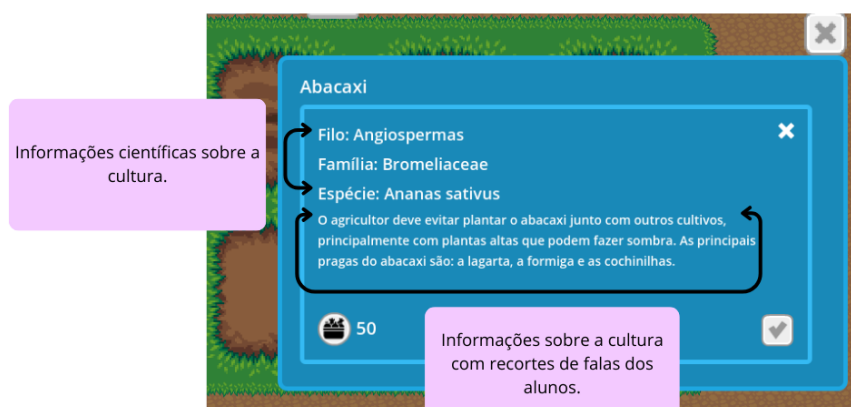 Abacaxi
Informações científicas sobre a
cultura.
Filo: Angiospermas
Família: Bromeliaceae
Espécie: Ananas sativus
O agricultor deve evitar plantar o abacaxi junto com outros cultivos,
principalmente com plantas altas que podem fazer sombra. As principais
pragas do abacaxi são: a lagarta, a formiga e as cochinilhas.
50
Informações sobre a cultura
com recortes de falas dos
alunos.